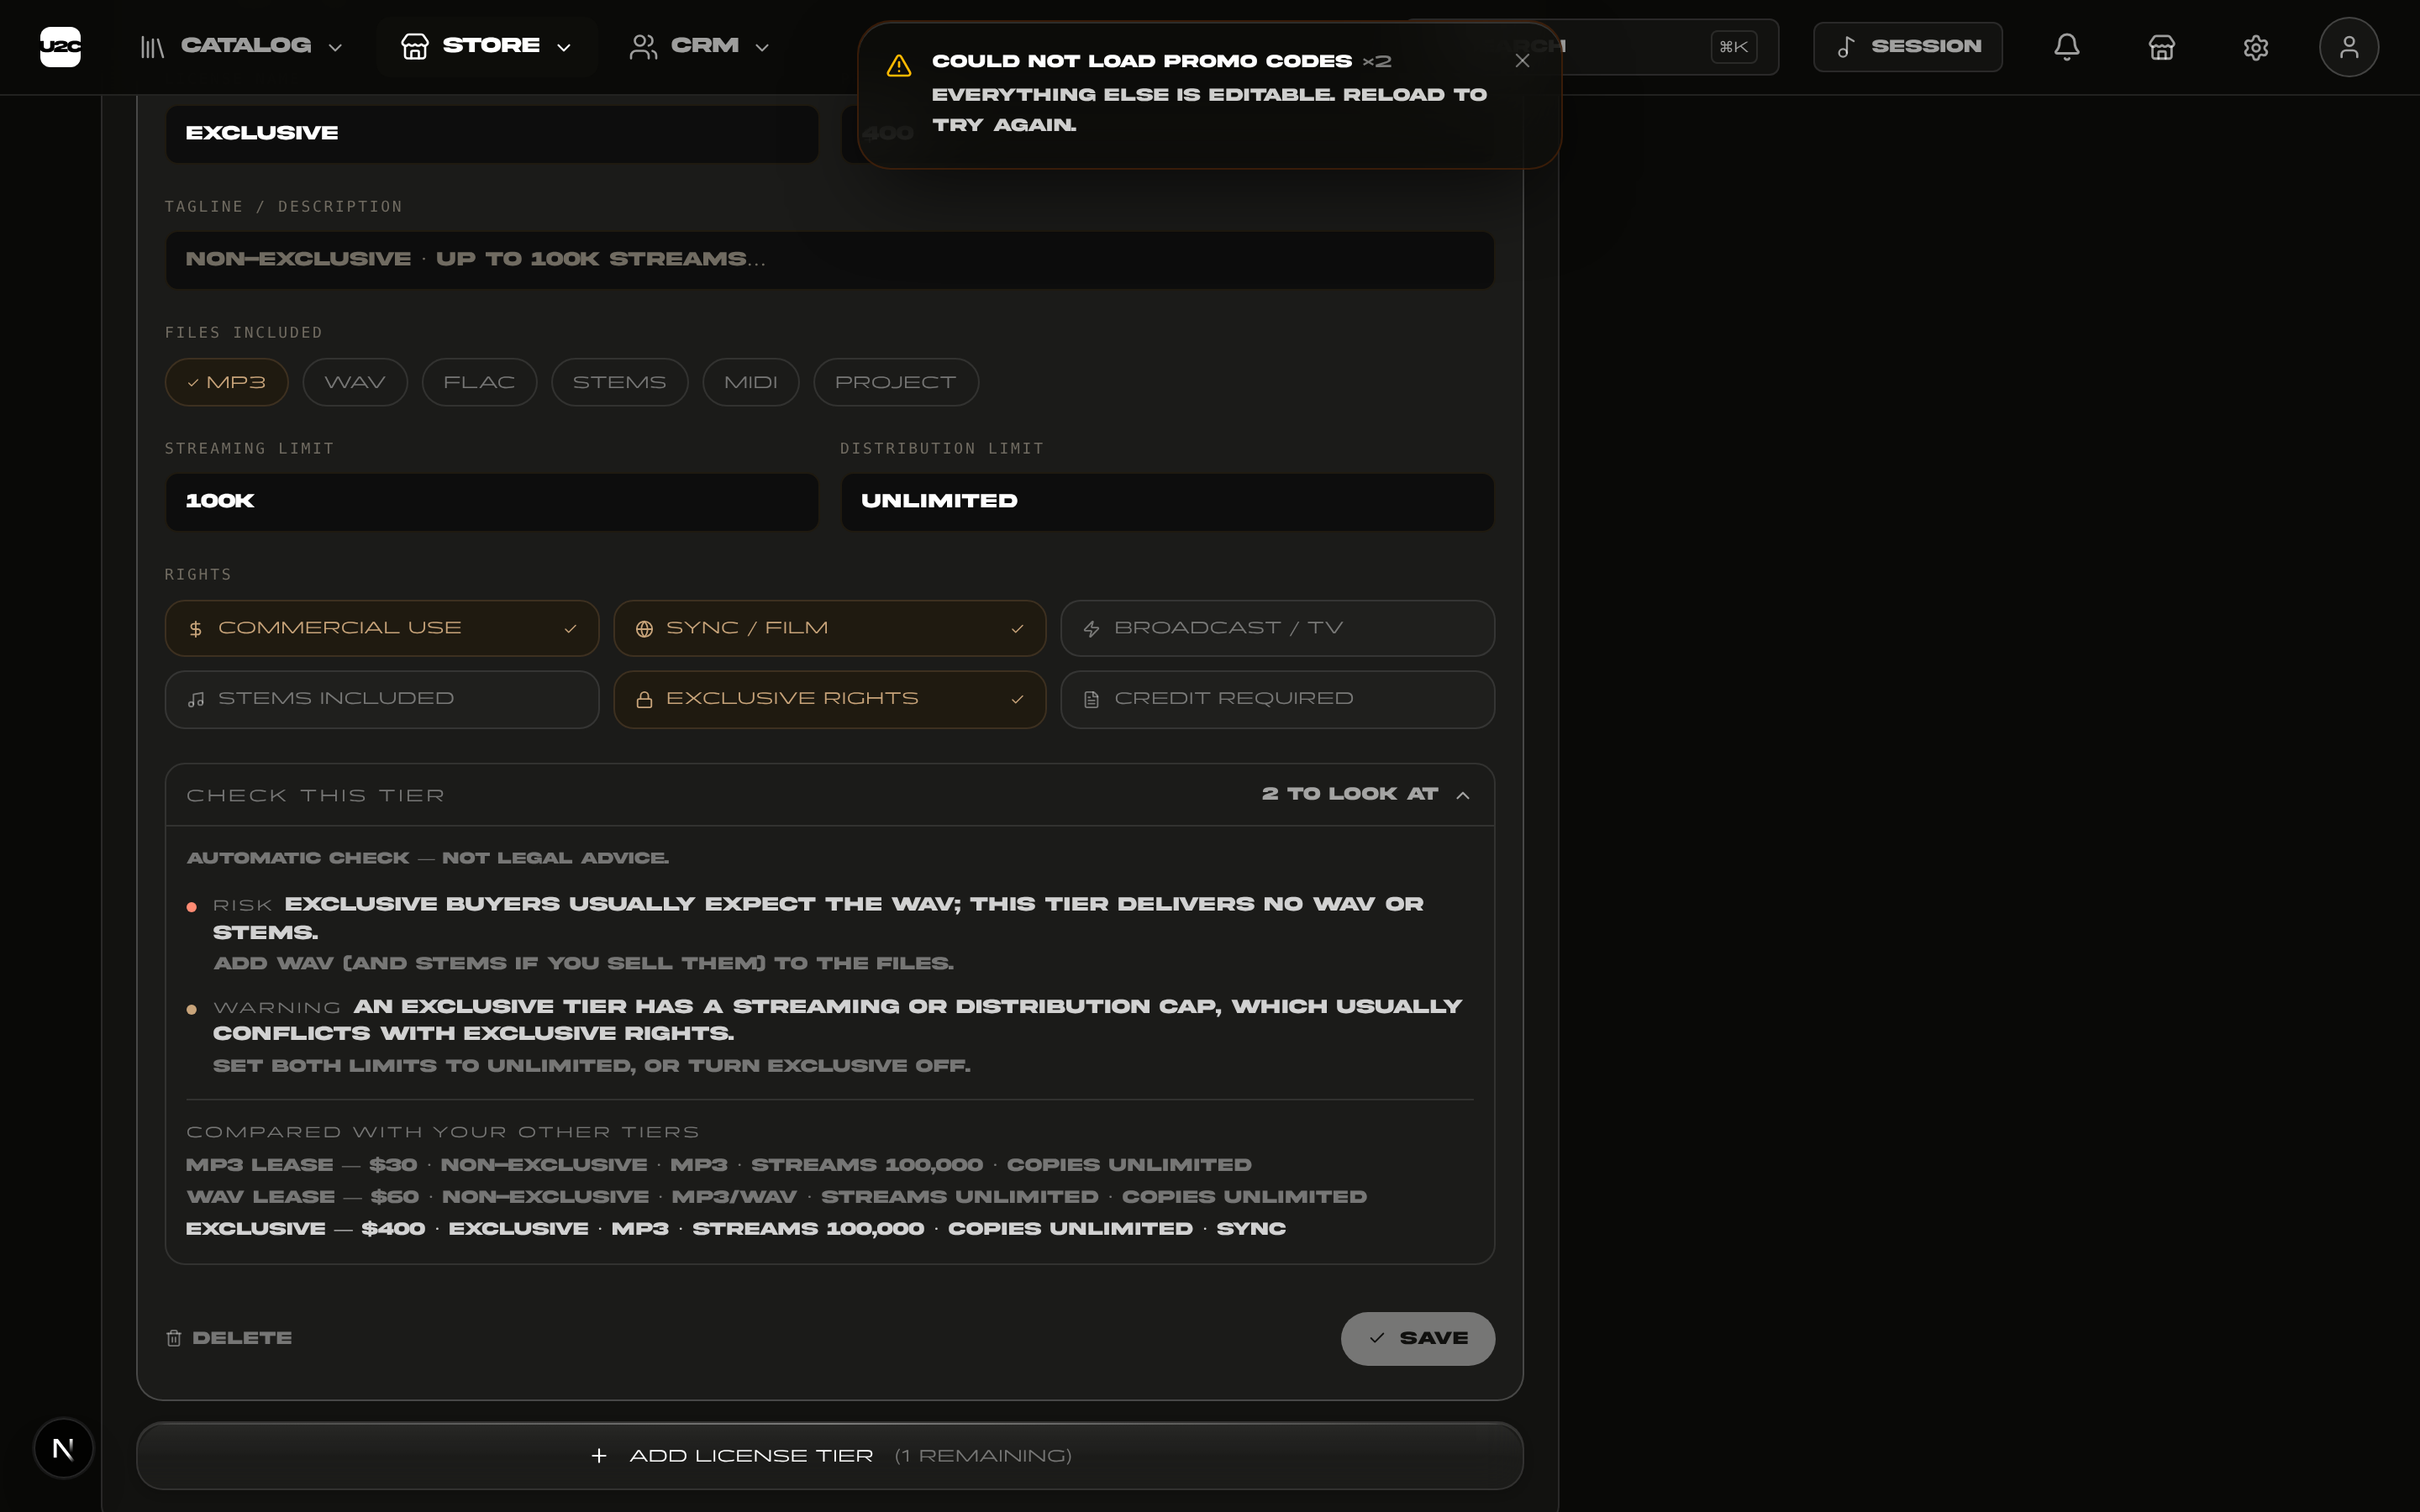 U2C
CATALOG
STORE
CRM
COULD NOT LOAD PROMO CODES ×2
EVERYTHING ELSE IS EDITABLE. RELOAD TO
TRY AGAIN.
⌘K
SESSION
EXCLUSIVE
400
TAGLINE / DESCRIPTION
NON-EXCLUSIVE · UP TO 100K STREAMS...
FILES INCLUDED
MP3
WAV
FLAC
STEMS
MIDI
PROJECT
STREAMING LIMIT
DISTRIBUTION LIMIT
100K
UNLIMITED
RIGHTS
COMMERCIAL USE
SYNC / FILM
BROADCAST / TV
STEMS INCLUDED
EXCLUSIVE RIGHTS
CREDIT REQUIRED
CHECK THIS TIER
2 TO LOOK AT
AUTOMATIC CHECK — NOT LEGAL ADVICE.
RISK EXCLUSIVE BUYERS USUALLY EXPECT THE WAV; THIS TIER DELIVERS NO WAV OR
STEMS.
ADD WAV (AND STEMS IF YOU SELL THEM) TO THE FILES.
WARNING AN EXCLUSIVE TIER HAS A STREAMING OR DISTRIBUTION CAP, WHICH USUALLY
CONFLICTS WITH EXCLUSIVE RIGHTS.
SET BOTH LIMITS TO UNLIMITED, OR TURN EXCLUSIVE OFF.
COMPARED WITH YOUR OTHER TIERS
MP3 LEASE — $30 · NON-EXCLUSIVE · MP3 · STREAMS 100,000 · COPIES UNLIMITED
WAV LEASE — $60 · NON-EXCLUSIVE · MP3/WAV · STREAMS UNLIMITED · COPIES UNLIMITED
EXCLUSIVE — $400 · EXCLUSIVE · MP3 · STREAMS 100,000 · COPIES UNLIMITED · SYNC
DELETE
SAVE
N
+ ADD LICENSE TIER (1 REMAINING)